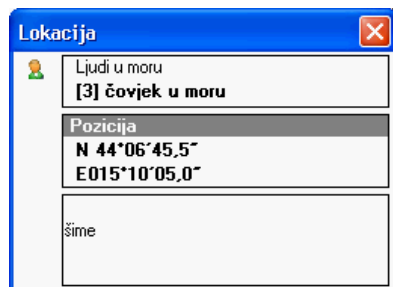 Lokacija
Ljudi u moru
[3] čovjek u moru
Pozicija
N 44°06´45,5˝
E015°10´05,0˝
šime